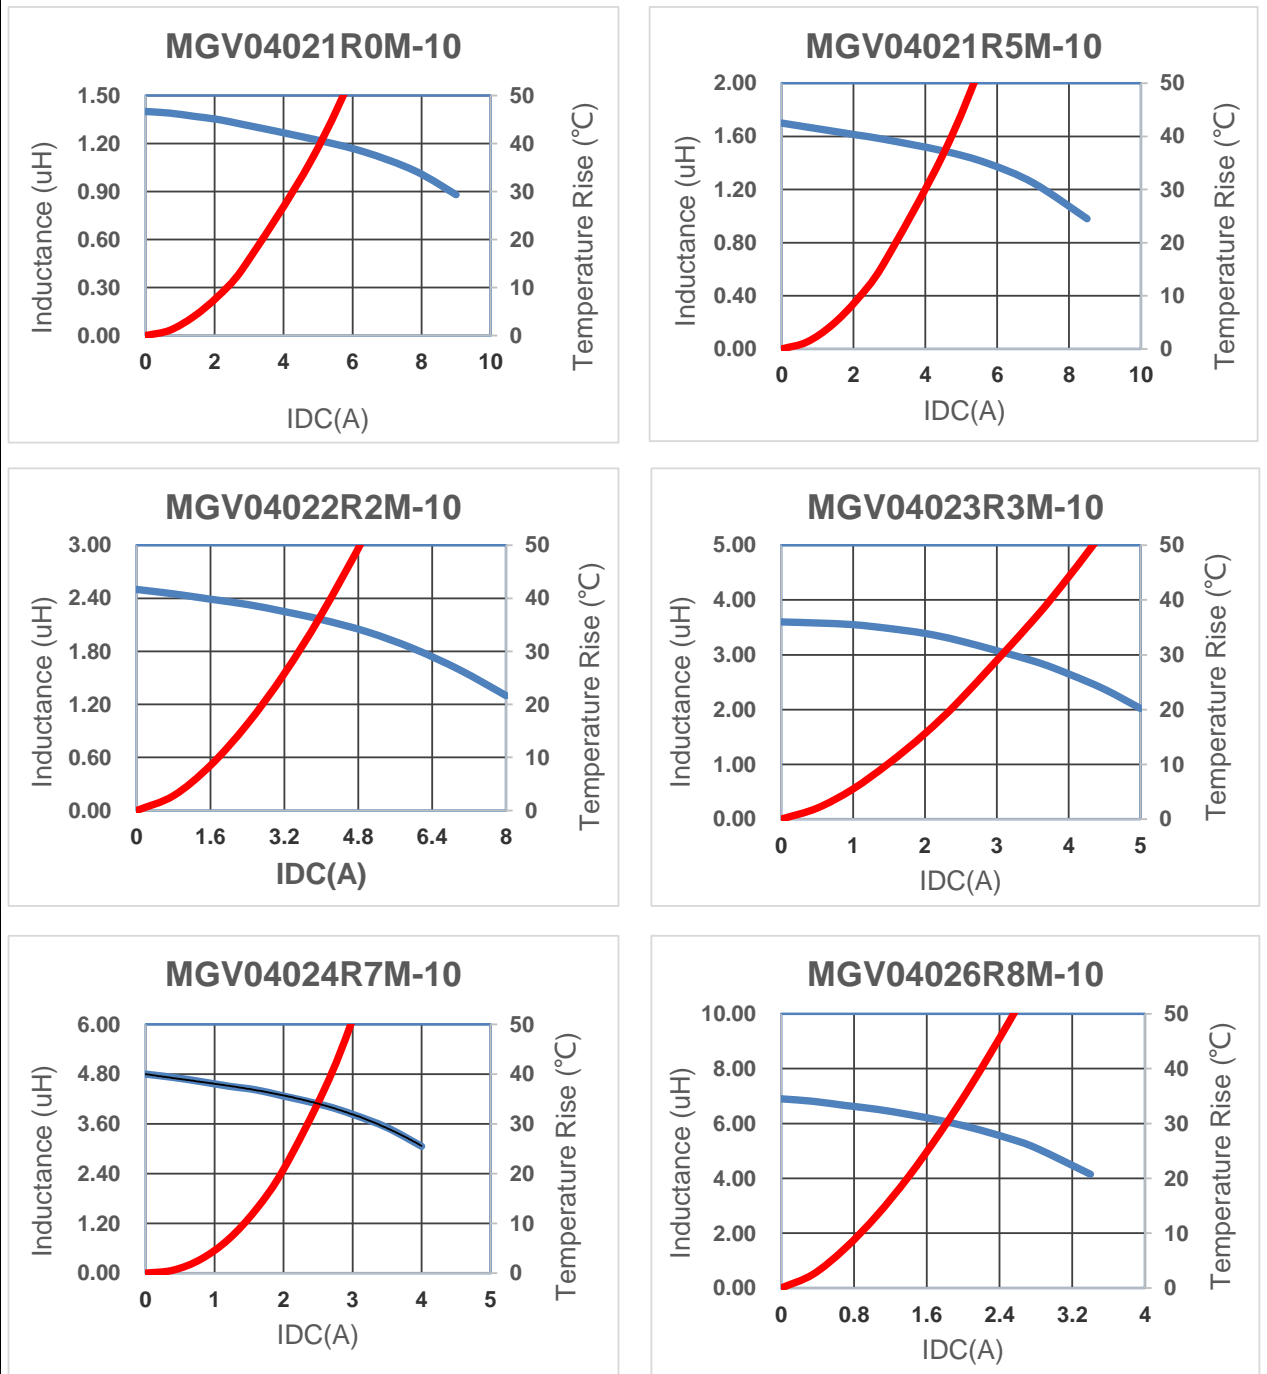 MGV04021R0M-10
1.50
1.20
0.90
0.60
0.30
0.00
50
40
30
20
10
0
0 2 4 6 8 10
Inductance (uH)
Temperature Rise (℃)
IDC(A)
MGV04021R5M-10
2.00
1.60
1.20
0.80
0.40
0.00
50
40
30
20
10
0
0 2 4 6 8 10
Inductance (uH)
Temperature Rise (℃)
IDC(A)
MGV04022R2M-10
3.00
2.40
1.80
1.20
0.60
0.00
50
40
30
20
10
0
0 1.6 3.2 4.8 6.4 8
Inductance (uH)
Temperature Rise (℃)
IDC(A)
MGV04023R3M-10
5.00
4.00
3.00
2.00
1.00
0.00
50
40
30
20
10
0
0 1 2 3 4 5
Inductance (uH)
Temperature Rise (℃)
IDC(A)
MGV04024R7M-10
6.00
4.80
3.60
2.40
1.20
0.00
50
40
30
20
10
0
0 1 2 3 4 5
Inductance (uH)
Temperature Rise (℃)
IDC(A)
MGV04026R8M-10
10.00
8.00
6.00
4.00
2.00
0.00
50
40
30
20
10
0
0 0.8 1.6 2.4 3.2 4
Inductance (uH)
Temperature Rise (℃)
IDC(A)